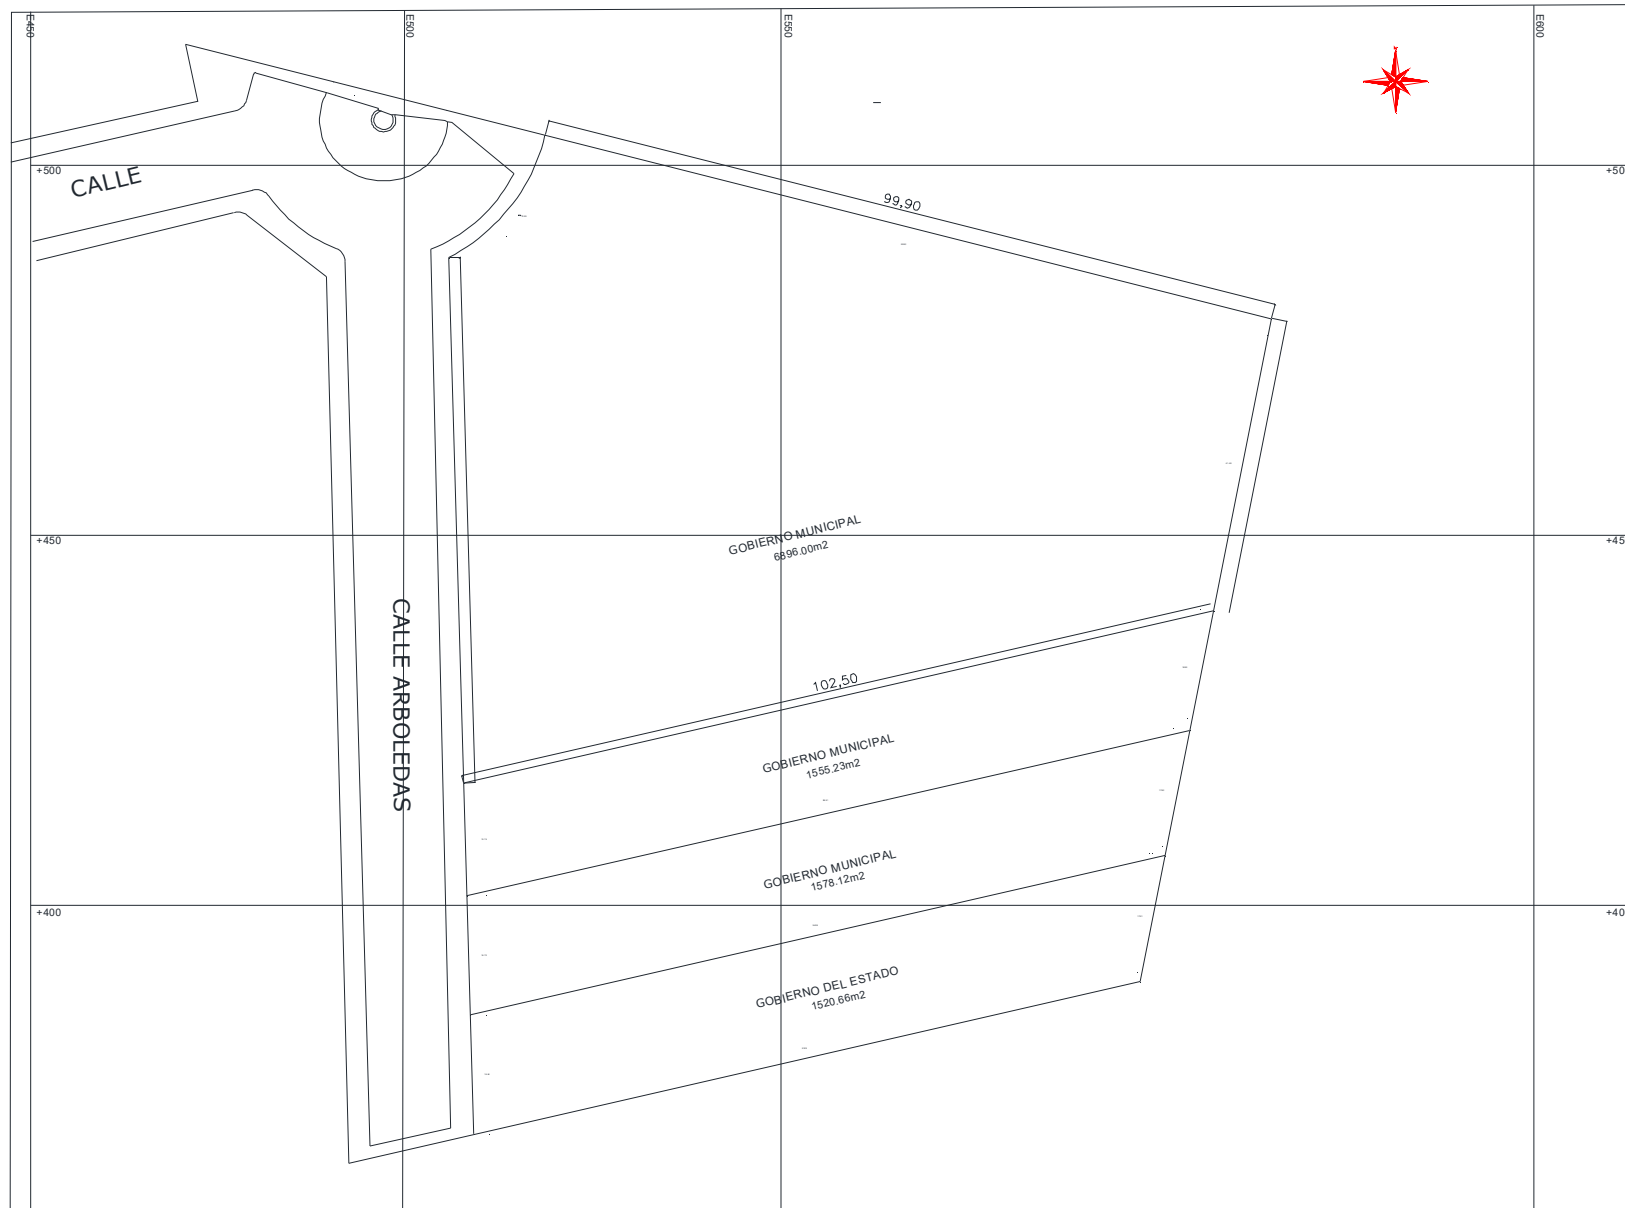 E450
E500
E550
E600
+500
+50
CALLE
99,90
+450
+45
GOBIERNO MUNICIPAL
6896.00m2
CALLE ARBOLEDAS
102,50
GOBIERNO MUNICIPAL
1555.23m2
GOBIERNO MUNICIPAL
1578.12m2
+400
+40
GOBIERNO DEL ESTADO
1520.66m2